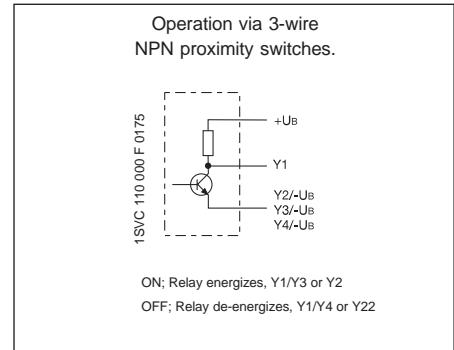 Operation via 3-wire
NPN proximity switches.
1SVC 110 000 F 0175
+UB
Y1
Y2/-UB
Y3/-UB
Y4/-UB
ON; Relay energizes, Y1/Y3 or Y2
OFF; Relay de-energizes, Y1/Y4 or Y22